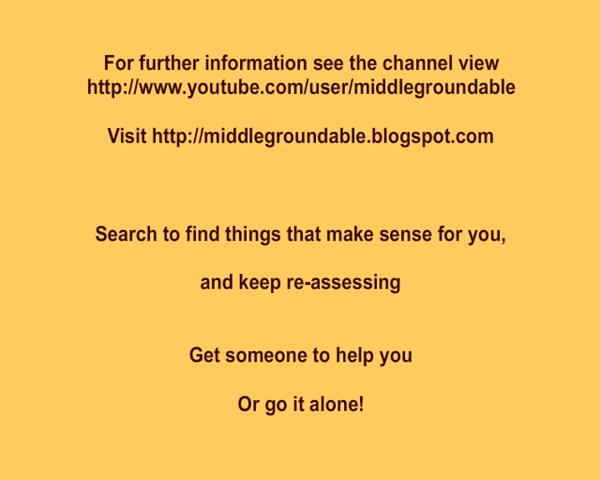 For further information see the channel view
http://www.youtube.com/user/middlegroundable
Visit http://middlegroundable.blogspot.com
Search to find things that make sense for you,
and keep re-assessing
Get someone to help you
Or go it alone!